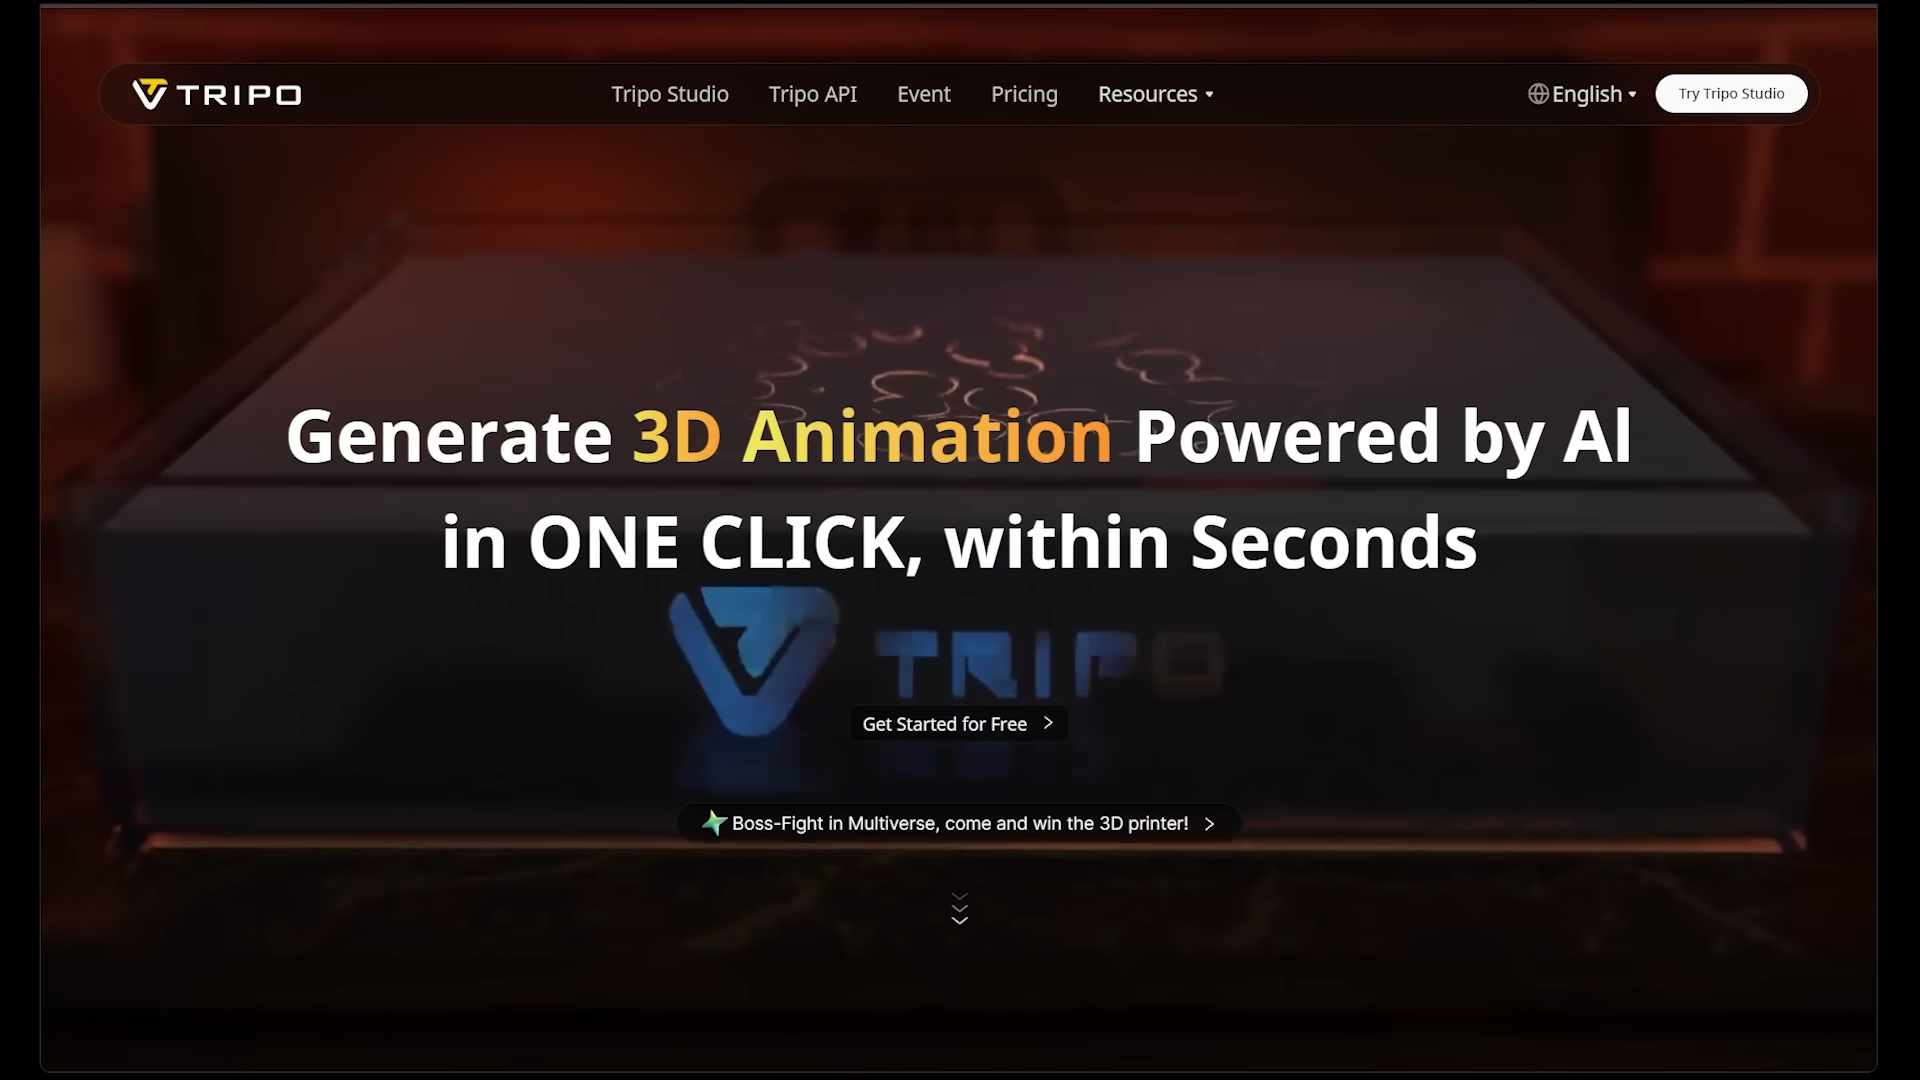 TRIPO
Tripo Studio
Tripo API
Event
Pricing
Resources
English
Try Tripo Studio
Generate 3D Animation Powered by AI
in ONE CLICK, within Seconds
TRIPO
Get Started for Free
Boss-Fight in Multiverse, come and win the 3D printer!